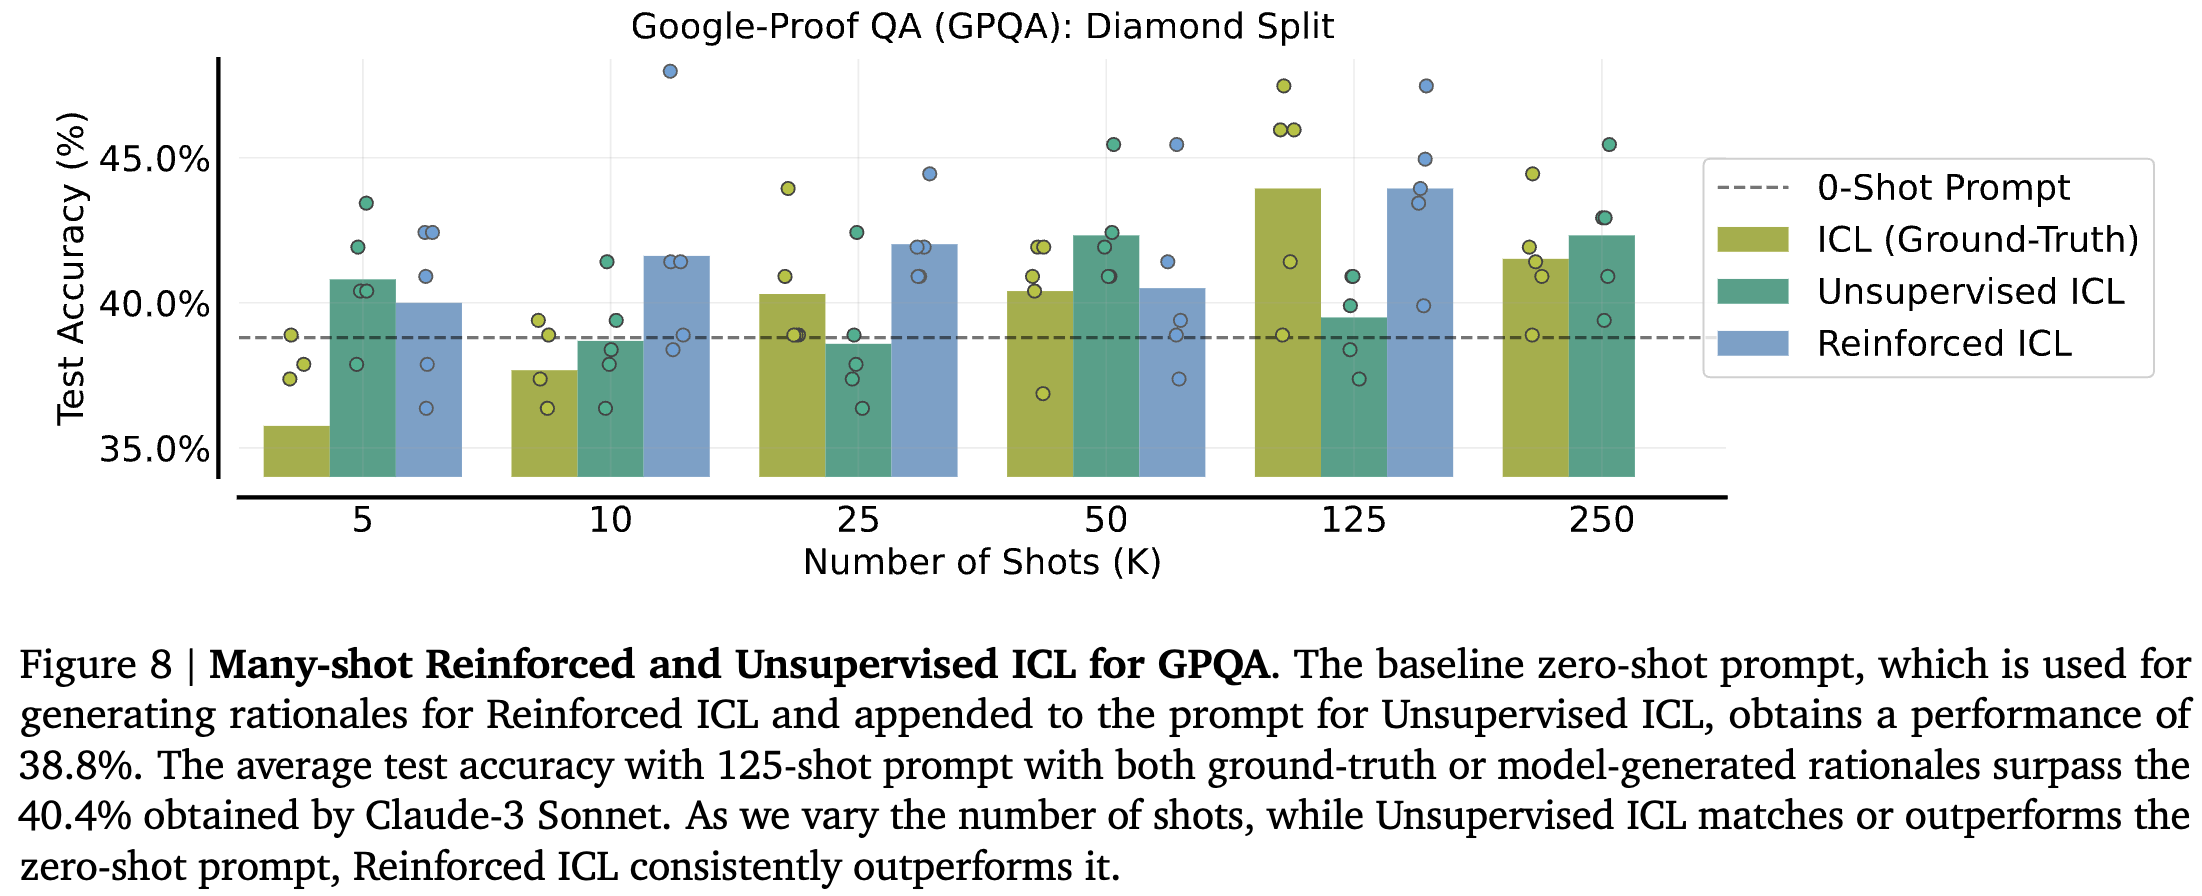 Google-Proof QA (GPQA): Diamond Split
Test Accuracy (%)
45.0%
40.0%
35.0%
5 10 25 50 125 250
Number of Shots (K)
0-Shot Prompt
ICL (Ground-Truth)
Unsupervised ICL
Reinforced ICL
Figure 8 | Many-shot Reinforced and Unsupervised ICL for GPQA. The baseline zero-shot prompt, which is used for
generating rationales for Reinforced ICL and appended to the prompt for Unsupervised ICL, obtains a performance of
38.8%. The average test accuracy with 125-shot prompt with both ground-truth or model-generated rationales surpass the
40.4% obtained by Claude-3 Sonnet. As we vary the number of shots, while Unsupervised ICL matches or outperforms the
zero-shot prompt, Reinforced ICL consistently outperforms it.